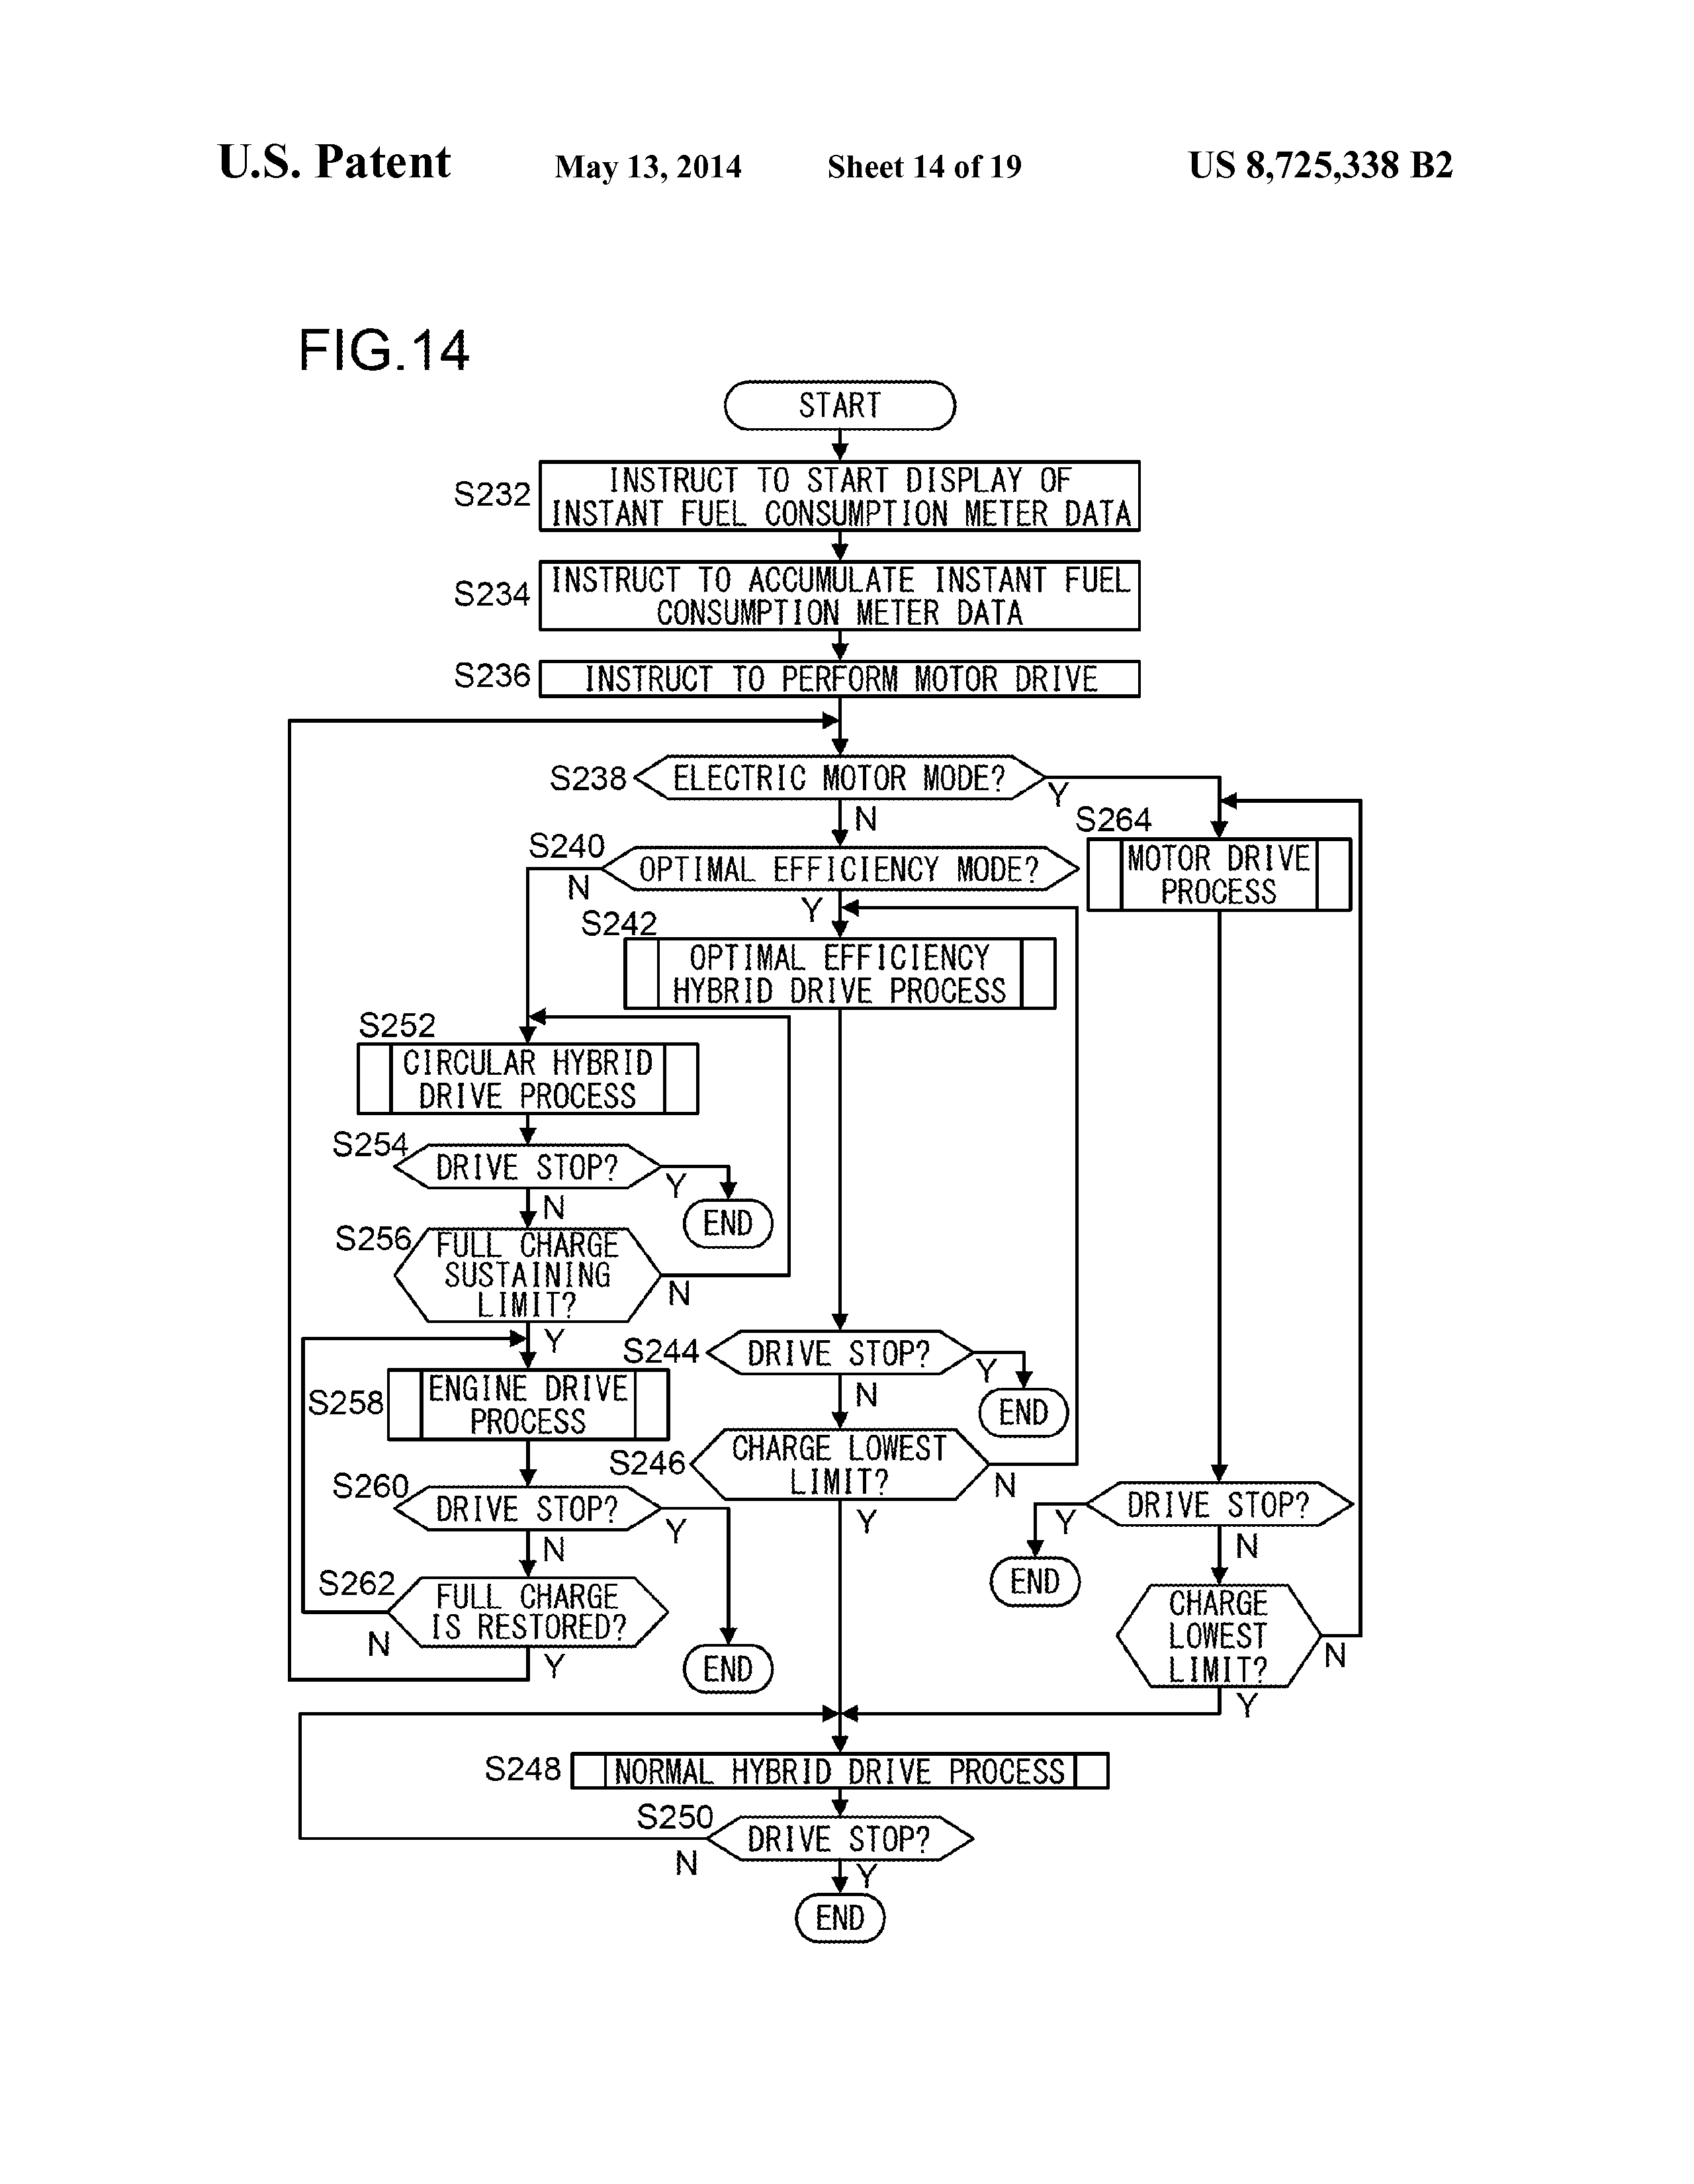 U.S. Patent May 13, 2014 Sheet 14 of 19 US 8,725,338 B2
FIG.14
START
S232
INSTRUCT TO START DISPLAY OF
INSTANT FUEL CONSUMPTION METER DATA
S234
INSTRUCT TO ACCUMULATE INSTANT FUEL
CONSUMPTION METER DATA
S236
INSTRUCT TO PERFORM MOTOR DRIVE
S238
ELECTRIC MOTOR MODE?
Y
N
S264
MOTOR DRIVE
PROCESS
S240
OPTIMAL EFFICIENCY MODE?
N
Y
S242
OPTIMAL EFFICIENCY
HYBRID DRIVE PROCESS
S252
CIRCULAR HYBRID
DRIVE PROCESS
S254
DRIVE STOP?
Y
N
END
S256
FULL CHARGE
SUSTAINING
LIMIT?
N
Y
S258
ENGINE DRIVE
PROCESS
S260
DRIVE STOP?
Y
N
S262
FULL CHARGE
IS RESTORED?
N
Y
END
S244
DRIVE STOP?
Y
N
END
S246
CHARGE LOWEST
LIMIT?
N
Y
DRIVE STOP?
Y
N
END
CHARGE
LOWEST
LIMIT?
N
Y
S248
NORMAL HYBRID DRIVE PROCESS
S250
DRIVE STOP?
N
Y
END